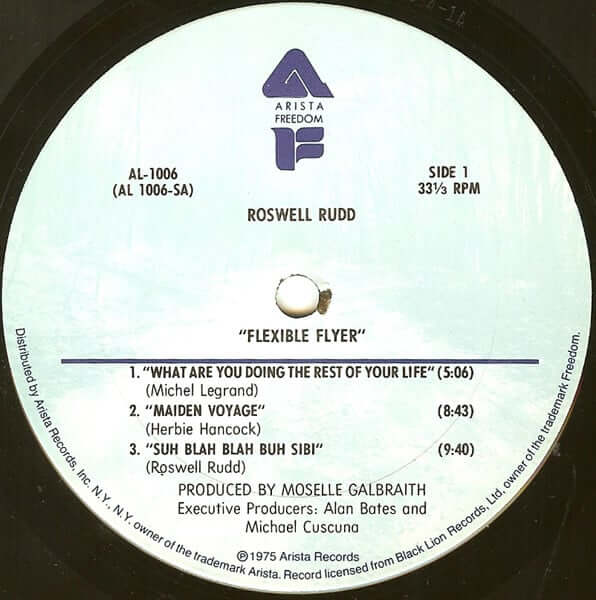 ARISTA
FREEDOM
AL-1006
(AL 1006-SA)
SIDE 1
33⅓ RPM
ROSWELL RUDD
"FLEXIBLE FLYER"
1. "WHAT ARE YOU DOING THE REST OF YOUR LIFE" (5:06)
(Michel Legrand)
2. "MAIDEN VOYAGE" (8:43)
(Herbie Hancock)
3. "SUH BLAH BLAH BUH SIBI" (9:40)
(Roswell Rudd)
PRODUCED BY MOSELLE GALBRAITH
Executive Producers: Alan Bates and
Michael Cuscuna
℗ 1975 Arista Records
Distributed by Arista Records, Inc. N.Y., N.Y. owner of the trademark Arista. Record licensed from Black Lion Records, Ltd, owner of the trademark Freedom.